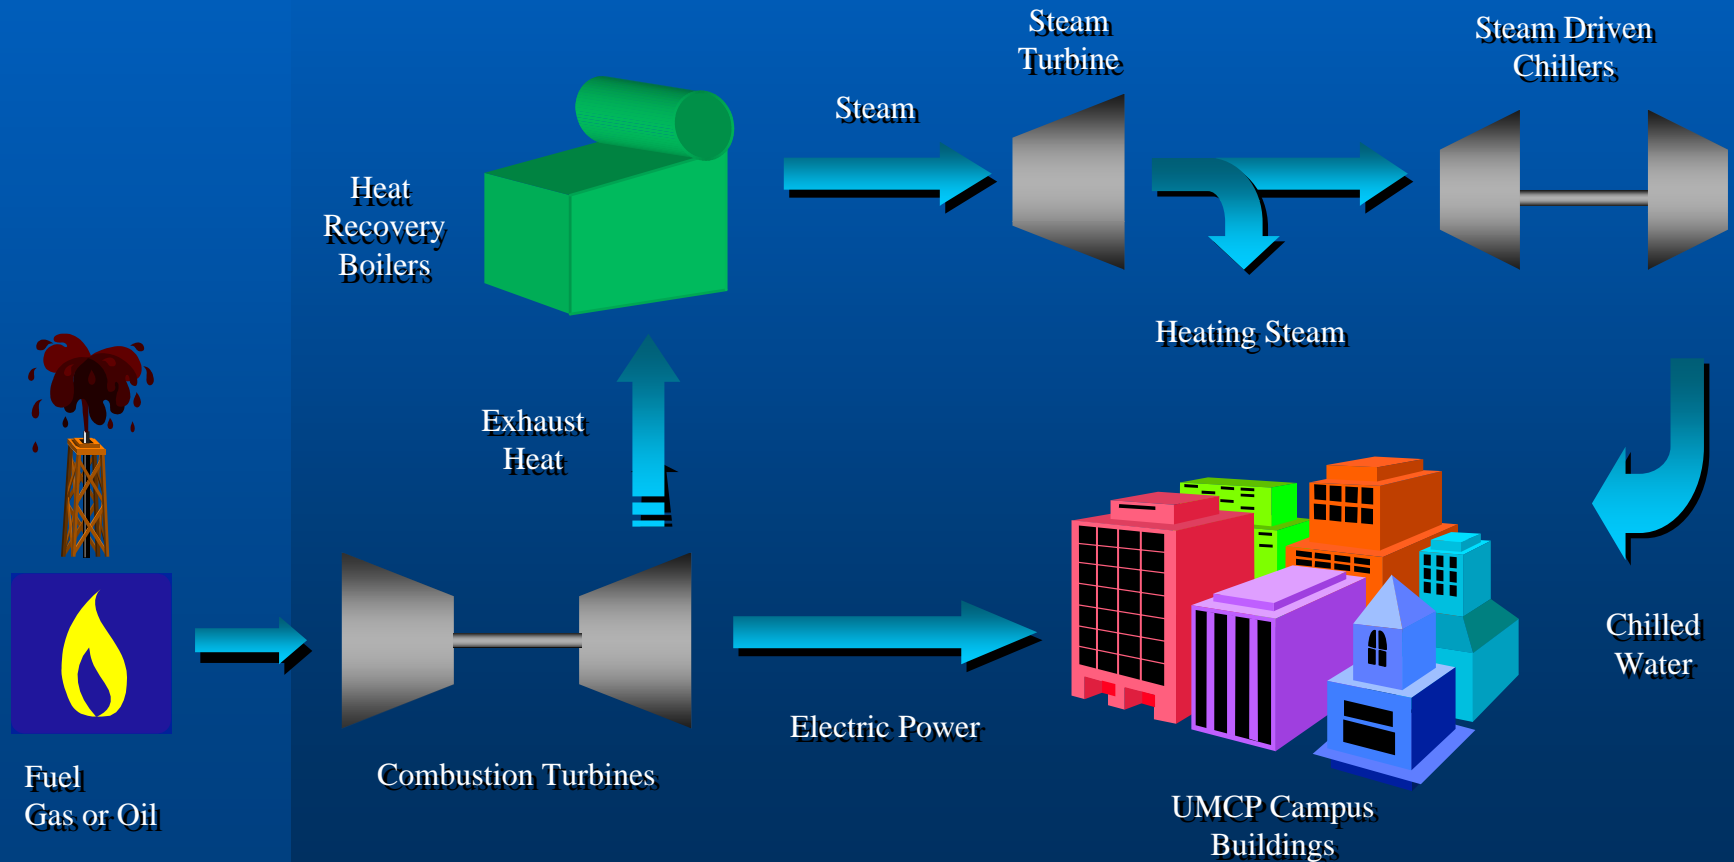 Steam
Turbine
Steam Driven
Chillers
Steam
Heat
Recovery
Boilers
Heating Steam
Exhaust
Heat
Chilled
Water
Electric Power
Combustion Turbines
Fuel
Gas or Oil
UMCP Campus
Buildings